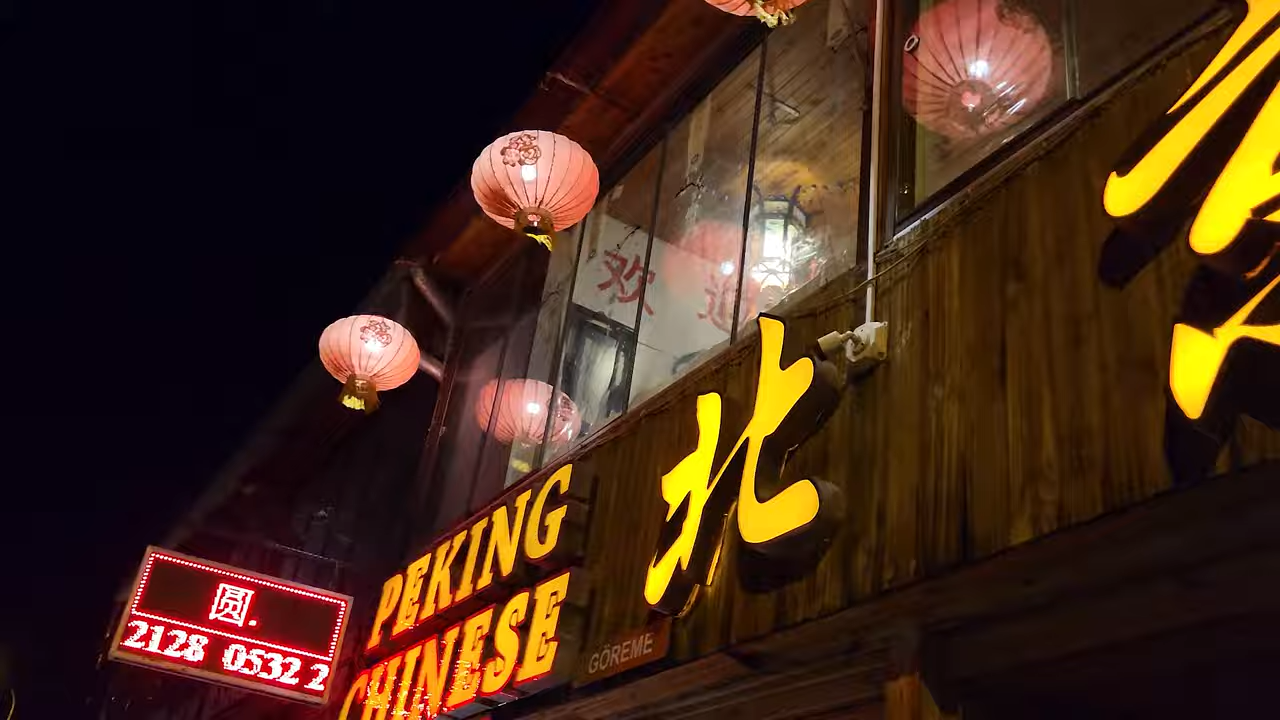 欢迎
北
PEKING
CHINESE
GÖREME
圆.
2128 0532 2